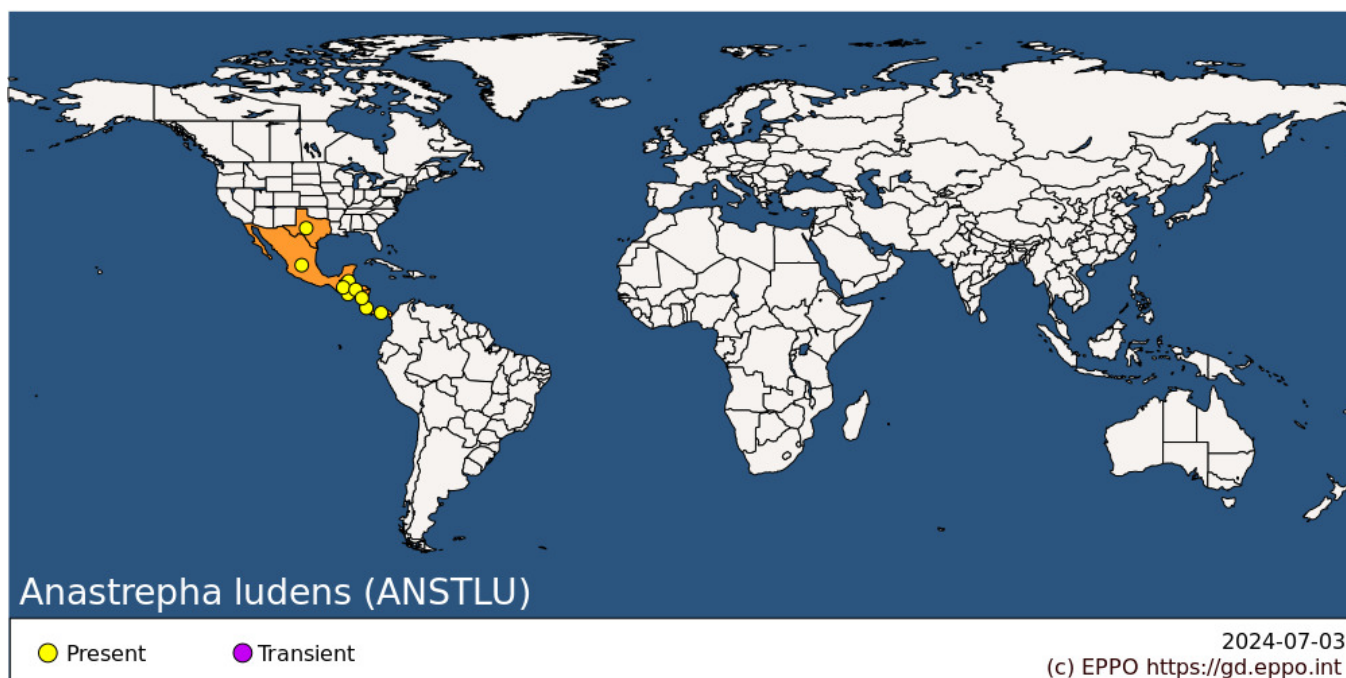 Anastrepha ludens (ANSTLU)
Present
Transient
2024-07-03
(c) EPPO https://gd.eppo.int